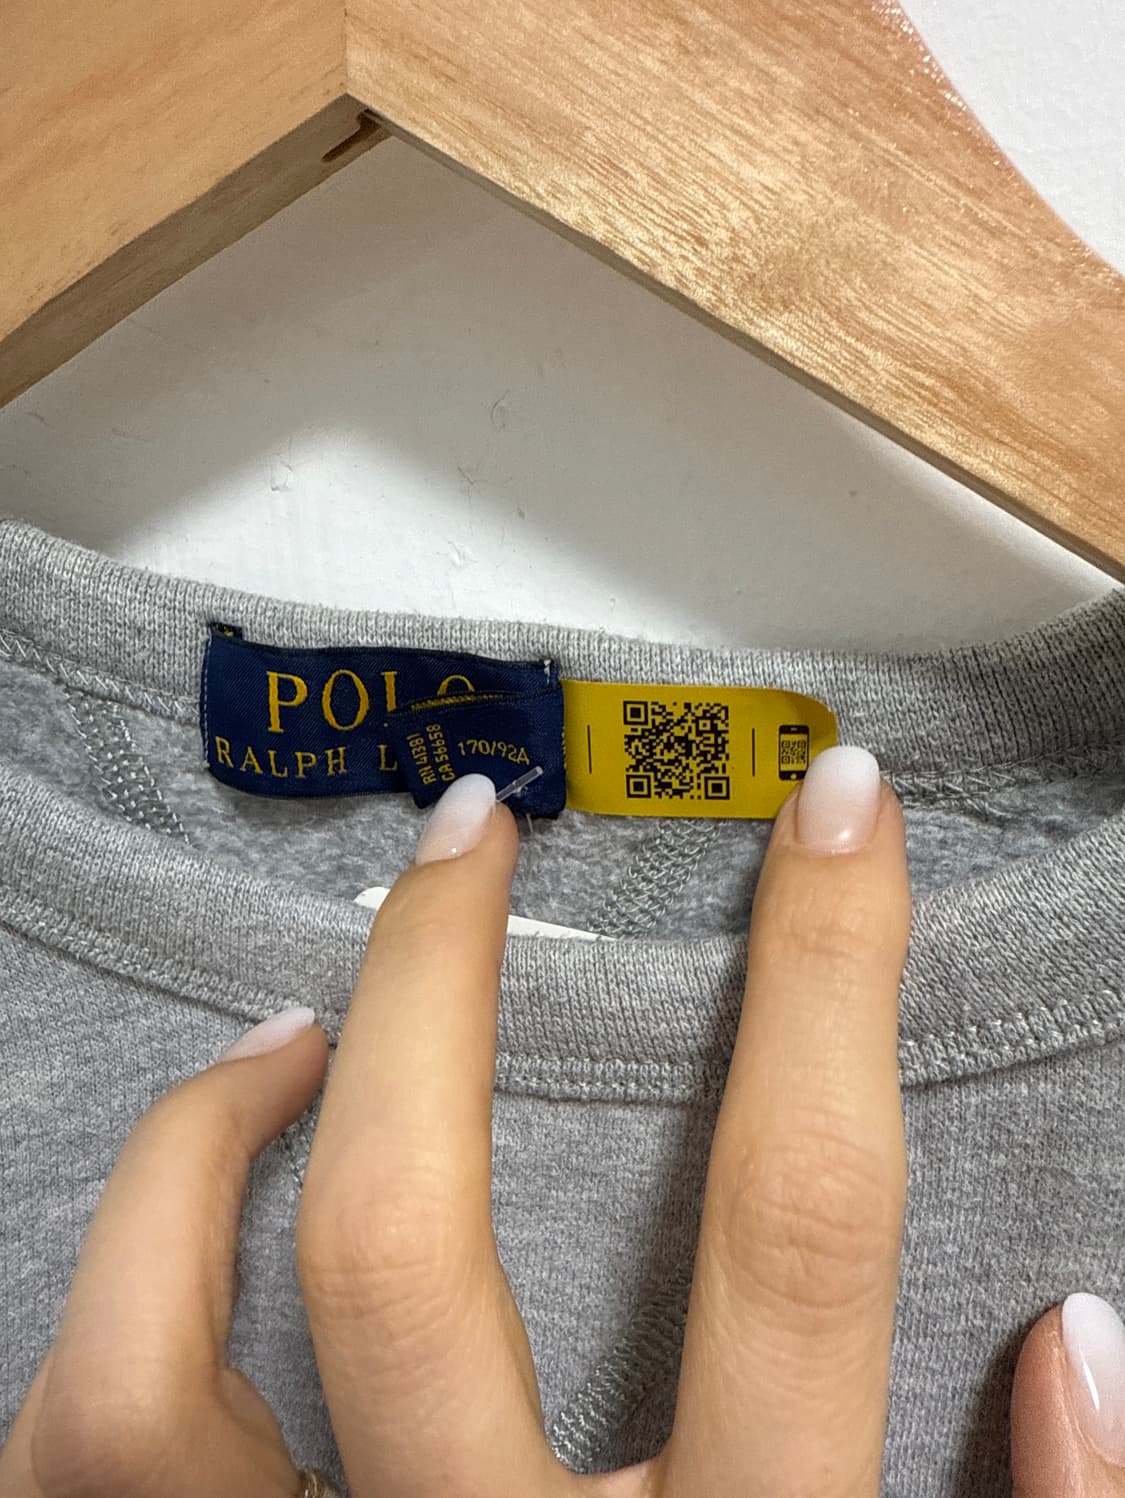 POLO
RALPH L
RN 41381
CA 56658
170/92A